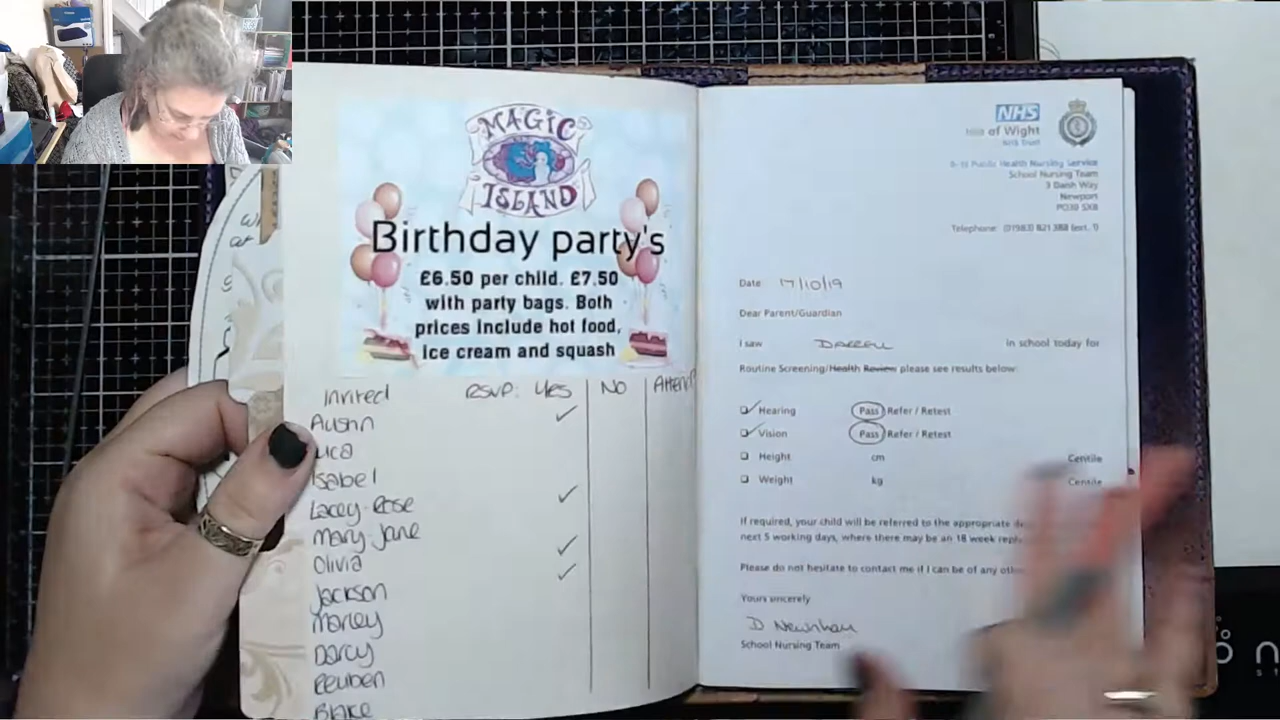 MAGIC
ISLAND
Birthday party's
£6.50 per child. £7.50
with party bags. Both
prices include hot food,
ice cream and squash
Invited RSVP: Yes NO Attend
Austin
Luca
Isabel
Lacey-Rose
Mary-Jane
Olivia
Jackson
Marley
Darcy
Reuben
Blake
NHS
Isle of Wight
NHS Trust
0-19 Public Health Nursing Service
School Nursing Team
3 Daish Way
Newport
PO30 5XB
Telephone: (01983) 821388 (ext. 1)
Date: 17/10/19
Dear Parent/Guardian
I saw Darrell in school today for
Routine Screening/Health Review please see results below:
Hearing Pass Refer / Retest
Vision Pass Refer / Retest
Height cm Centile
Weight kg Centile
If required, your child will be referred to the appropriate
next 5 working days, where there may be an 18 week
Please do not hesitate to contact me if I can be of any
Yours sincerely
D Newnham
School Nursing Team